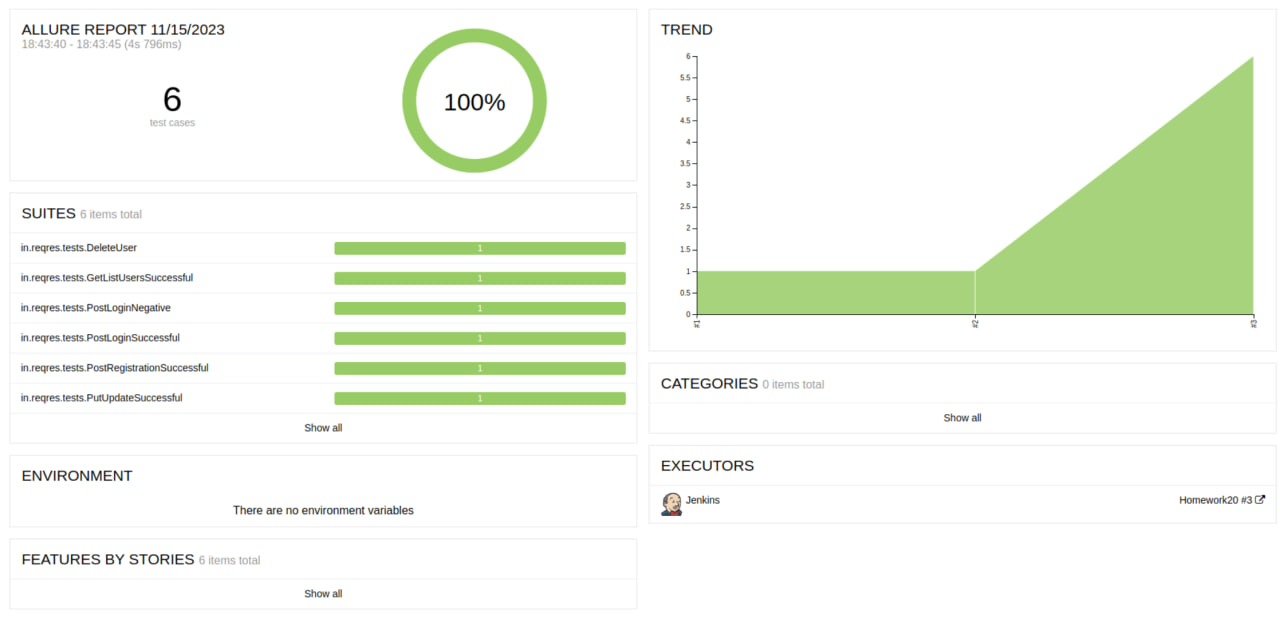 ALLURE REPORT 11/15/2023
18:43:40 - 18:43:45 (4s 796ms)
6
test cases
100%
SUITES 6 items total
in.reqres.tests.DeleteUser 1
in.reqres.tests.GetListUsersSuccessful 1
in.reqres.tests.PostLoginNegative 1
in.reqres.tests.PostLoginSuccessful 1
in.reqres.tests.PostRegistrationSuccessful 1
in.reqres.tests.PutUpdateSuccessful 1
Show all
ENVIRONMENT
There are no environment variables
FEATURES BY STORIES 6 items total
Show all
TREND
6
5.5
5
4.5
4
3.5
3
2.5
2
1.5
1
0.5
0
#1
#2
#3
CATEGORIES 0 items total
Show all
EXECUTORS
Jenkins Homework20 #3